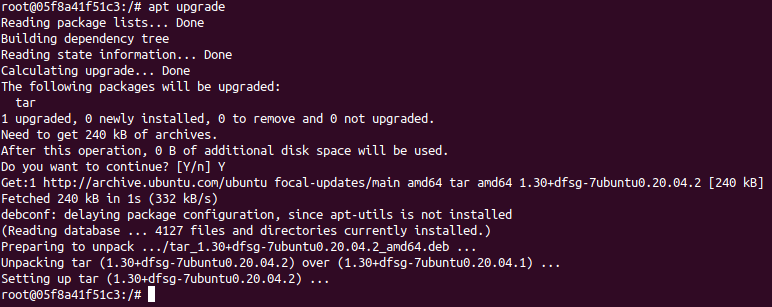 root@05f8a41f51c3:/# apt upgrade
Reading package lists... Done
Building dependency tree
Reading state information... Done
Calculating upgrade... Done
The following packages will be upgraded:
  tar
1 upgraded, 0 newly installed, 0 to remove and 0 not upgraded.
Need to get 240 kB of archives.
After this operation, 0 B of additional disk space will be used.
Do you want to continue? [Y/n] Y
Get:1 http://archive.ubuntu.com/ubuntu focal-updates/main amd64 tar amd64 1.30+dfsg-7ubuntu0.20.04.2 [240 kB]
Fetched 240 kB in 1s (332 kB/s)
debconf: delaying package configuration, since apt-utils is not installed
(Reading database ... 4127 files and directories currently installed.)
Preparing to unpack .../tar_1.30+dfsg-7ubuntu0.20.04.2_amd64.deb ...
Unpacking tar (1.30+dfsg-7ubuntu0.20.04.2) over (1.30+dfsg-7ubuntu0.20.04.1) ...
Setting up tar (1.30+dfsg-7ubuntu0.20.04.2) ...
root@05f8a41f51c3:/#